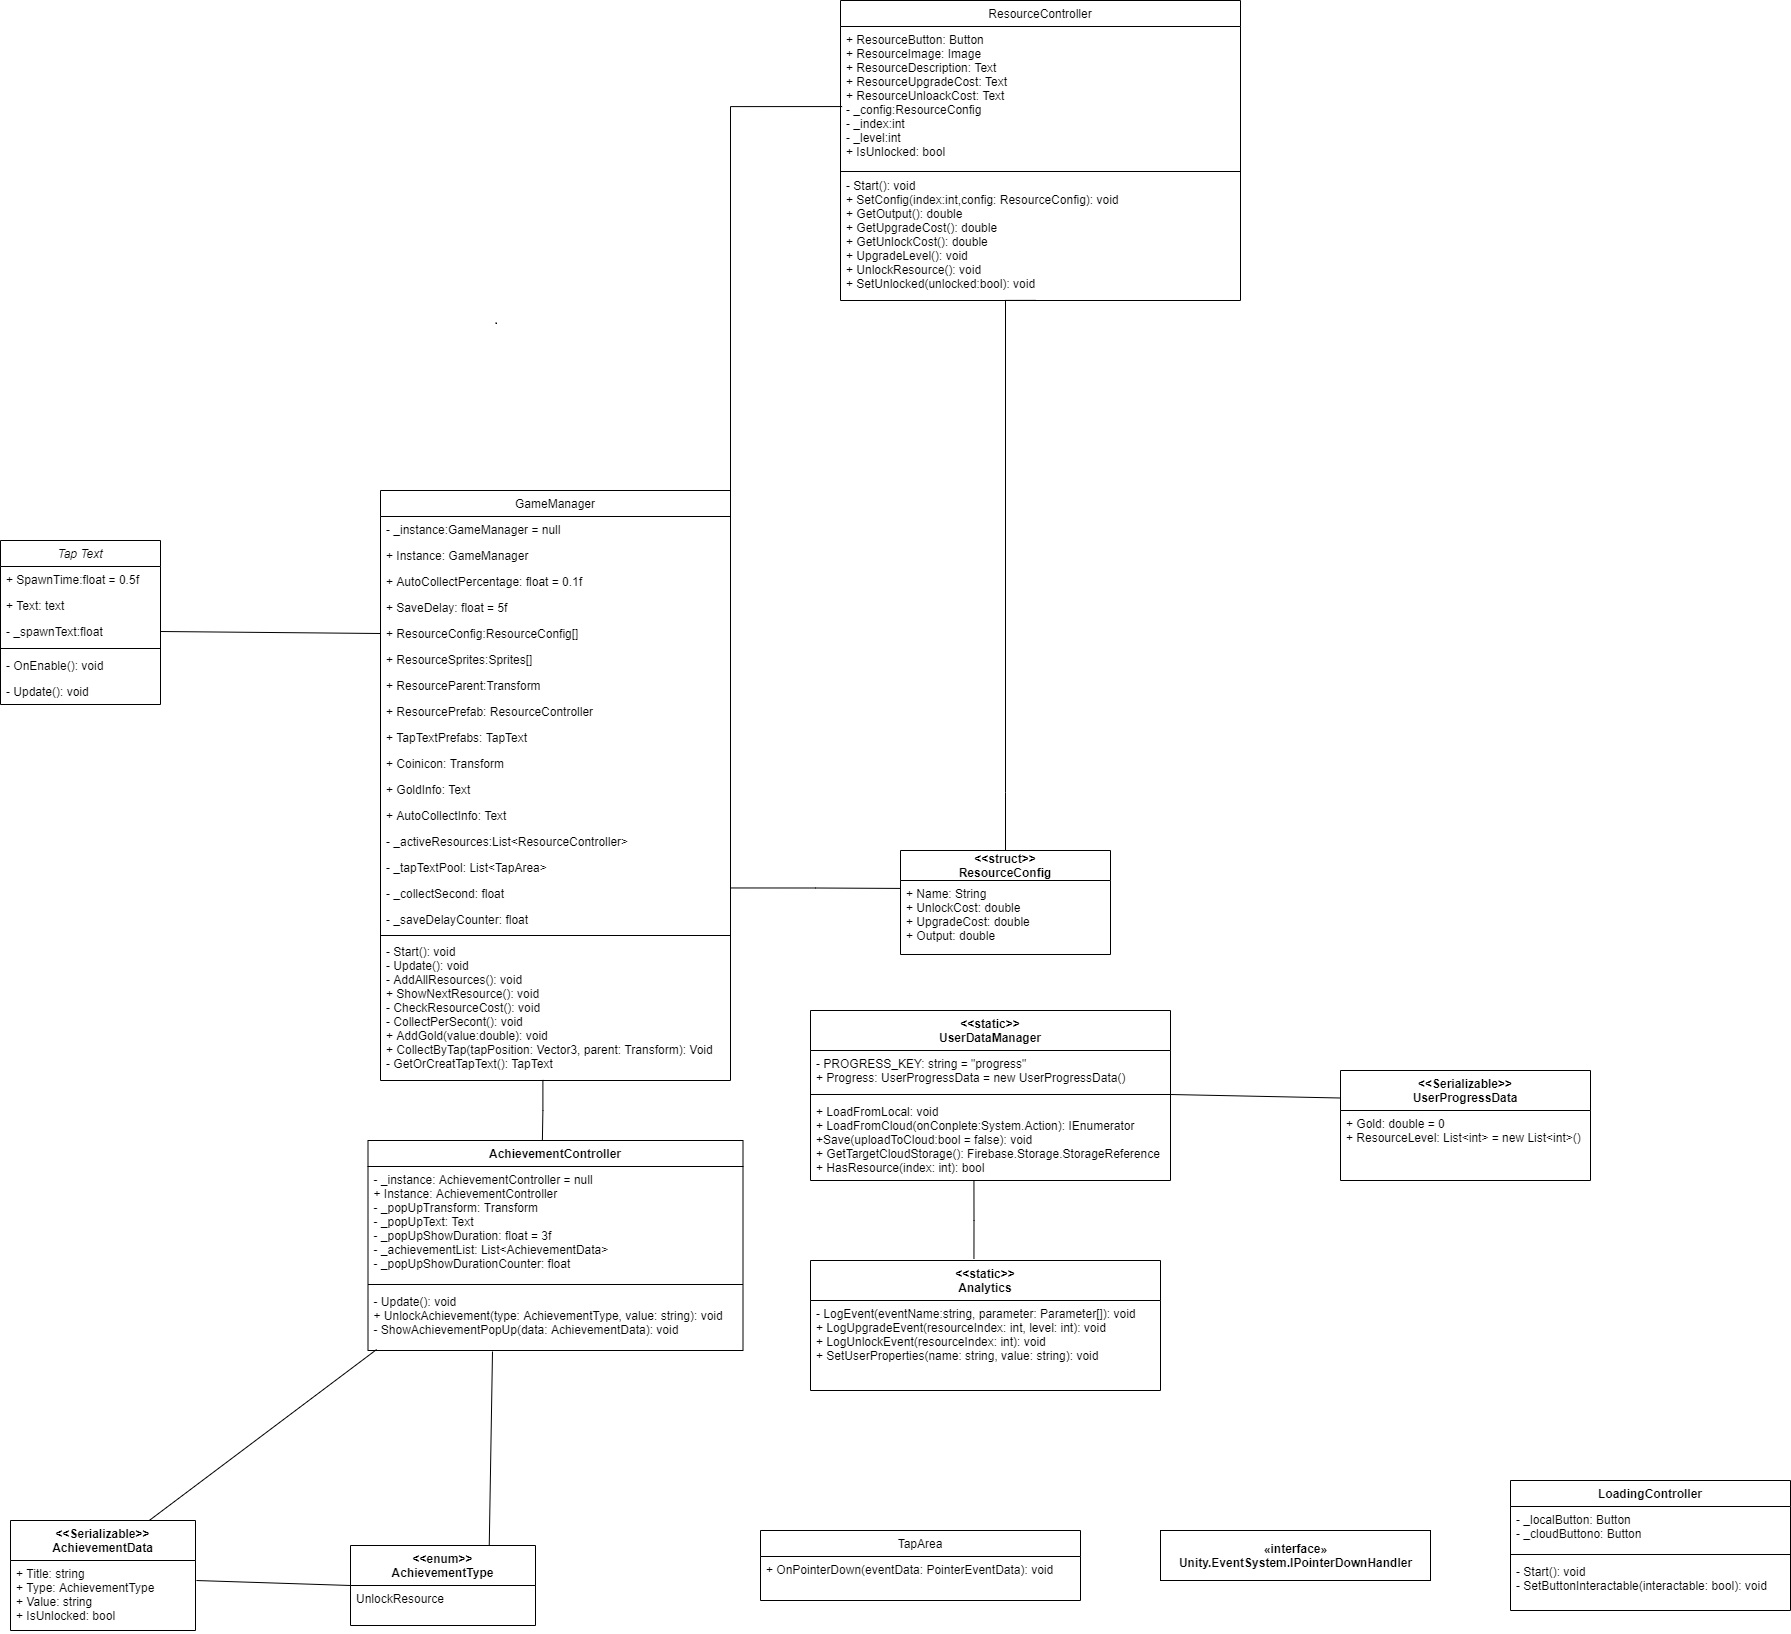 ResourceController
+ ResourceButton: Button
+ ResourceImage: Image
+ ResourceDescription: Text
+ ResourceUpgradeCost: Text
+ ResourceUnloackCost: Text
- _config:ResourceConfig
- _index:int
- _level:int
+ IsUnlocked: bool
- Start(): void
+ SetConfig(index:int,config: ResourceConfig): void
+ GetOutput(): double
+ GetUpgradeCost(): double
+ GetUnlockCost(): double
+ UpgradeLevel(): void
+ UnlockResource(): void
+ SetUnlocked(unlocked:bool): void
.
GameManager
- _instance:GameManager = null
+ Instance: GameManager
+ AutoCollectPercentage: float = 0.1f
+ SaveDelay: float = 5f
+ ResourceConfig:ResourceConfig[]
+ ResourceSprites:Sprites[]
+ ResourceParent:Transform
+ ResourcePrefab: ResourceController
+ TapTextPrefabs: TapText
+ Coinicon: Transform
+ GoldInfo: Text
+ AutoCollectInfo: Text
- _activeResources:List<ResourceController>
- _tapTextPool: List<TapArea>
- _collectSecond: float
- _saveDelayCounter: float
- Start(): void
- Update(): void
- AddAllResources(): void
+ ShowNextResource(): void
- CheckResourceCost(): void
- CollectPerSecont(): void
+ AddGold(value:double): void
+ CollectByTap(tapPosition: Vector3, parent: Transform): Void
- GetOrCreatTapText(): TapText
Tap Text
+ SpawnTime:float = 0.5f
+ Text: text
- _spawnText:float
- OnEnable(): void
- Update(): void
<<struct>>
ResourceConfig
+ Name: String
+ UnlockCost: double
+ UpgradeCost: double
+ Output: double
<<static>>
UserDataManager
- PROGRESS_KEY: string = "progress"
+ Progress: UserProgressData = new UserProgressData()
+ LoadFromLocal: void
+ LoadFromCloud(onConplete:System.Action): IEnumerator
+Save(uploadToCloud:bool = false): void
+ GetTargetCloudStorage(): Firebase.Storage.StorageReference
+ HasResource(index: int): bool
<<Serializable>>
UserProgressData
+ Gold: double = 0
+ ResourceLevel: List<int> = new List<int>()
AchievementController
- _instance: AchievementController = null
+ Instance: AchievementController
- _popUpTransform: Transform
- _popUpText: Text
- _popUpShowDuration: float = 3f
- _achievementList: List<AchievementData>
- _popUpShowDurationCounter: float
- Update(): void
+ UnlockAchievement(type: AchievementType, value: string): void
- ShowAchievementPopUp(data: AchievementData): void
<<static>>
Analytics
- LogEvent(eventName:string, parameter: Parameter[]): void
+ LogUpgradeEvent(resourceIndex: int, level: int): void
+ LogUnlockEvent(resourceIndex: int): void
+ SetUserProperties(name: string, value: string): void
<<Serializable>>
AchievementData
+ Title: string
+ Type: AchievementType
+ Value: string
+ IsUnlocked: bool
<<enum>>
AchievementType
UnlockResource
TapArea
+ OnPointerDown(eventData: PointerEventData): void
«interface»
Unity.EventSystem.IPointerDownHandler
LoadingController
- _localButton: Button
- _cloudButtono: Button
- Start(): void
- SetButtonInteractable(interactable: bool): void